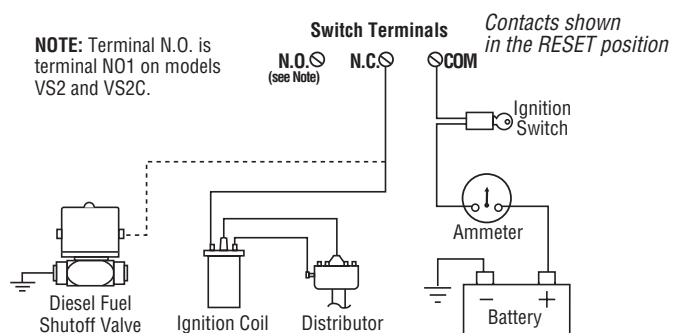 NOTE: Terminal N.O. is
terminal NO1 on models
VS2 and VS2C.
Switch Terminals
N.O.
(see Note)
N.C.
COM
Contacts shown
in the RESET position
Ignition
Switch
Ammeter
Diesel Fuel
Shutoff Valve
Ignition Coil
Distributor
– +
Battery